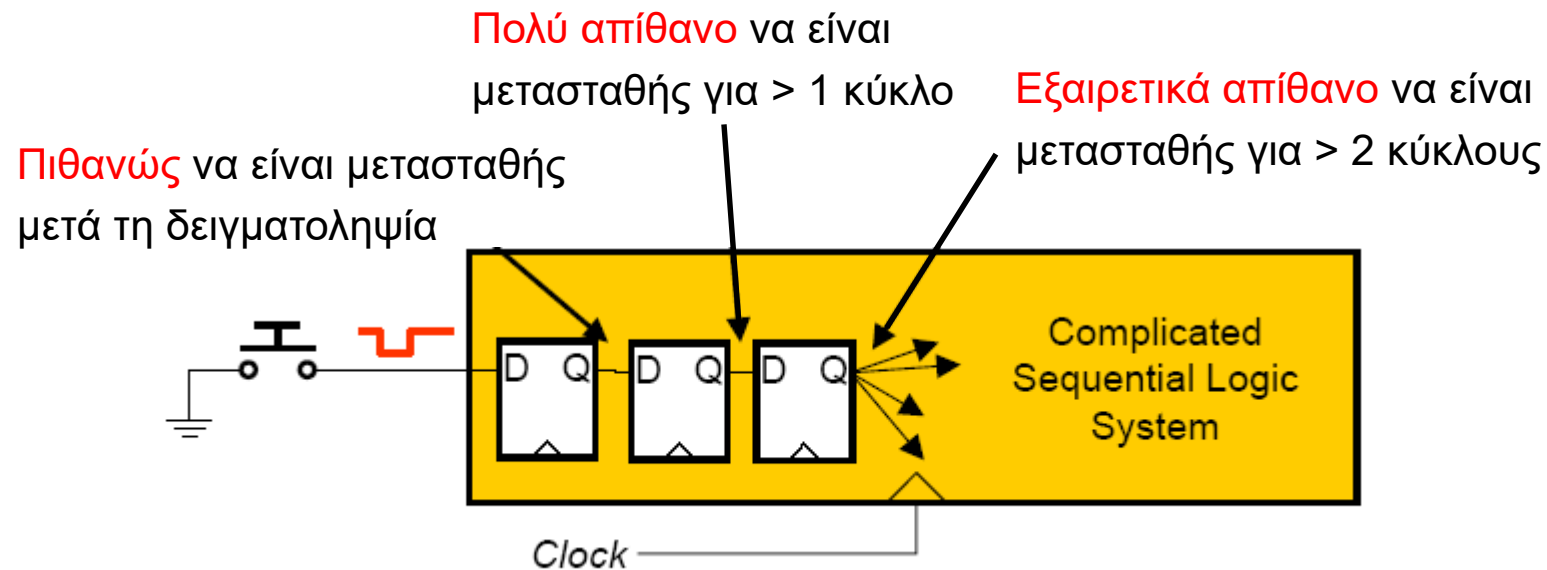 Πολύ απίθανο να είναι
μετασταθής για > 1 κύκλο
Εξαιρετικά απίθανο να είναι
μετασταθής για > 2 κύκλους
Πιθανώς να είναι μετασταθής
μετά τη δειγματοληψία
D Q D Q D Q
Complicated
Sequential Logic
System
Clock